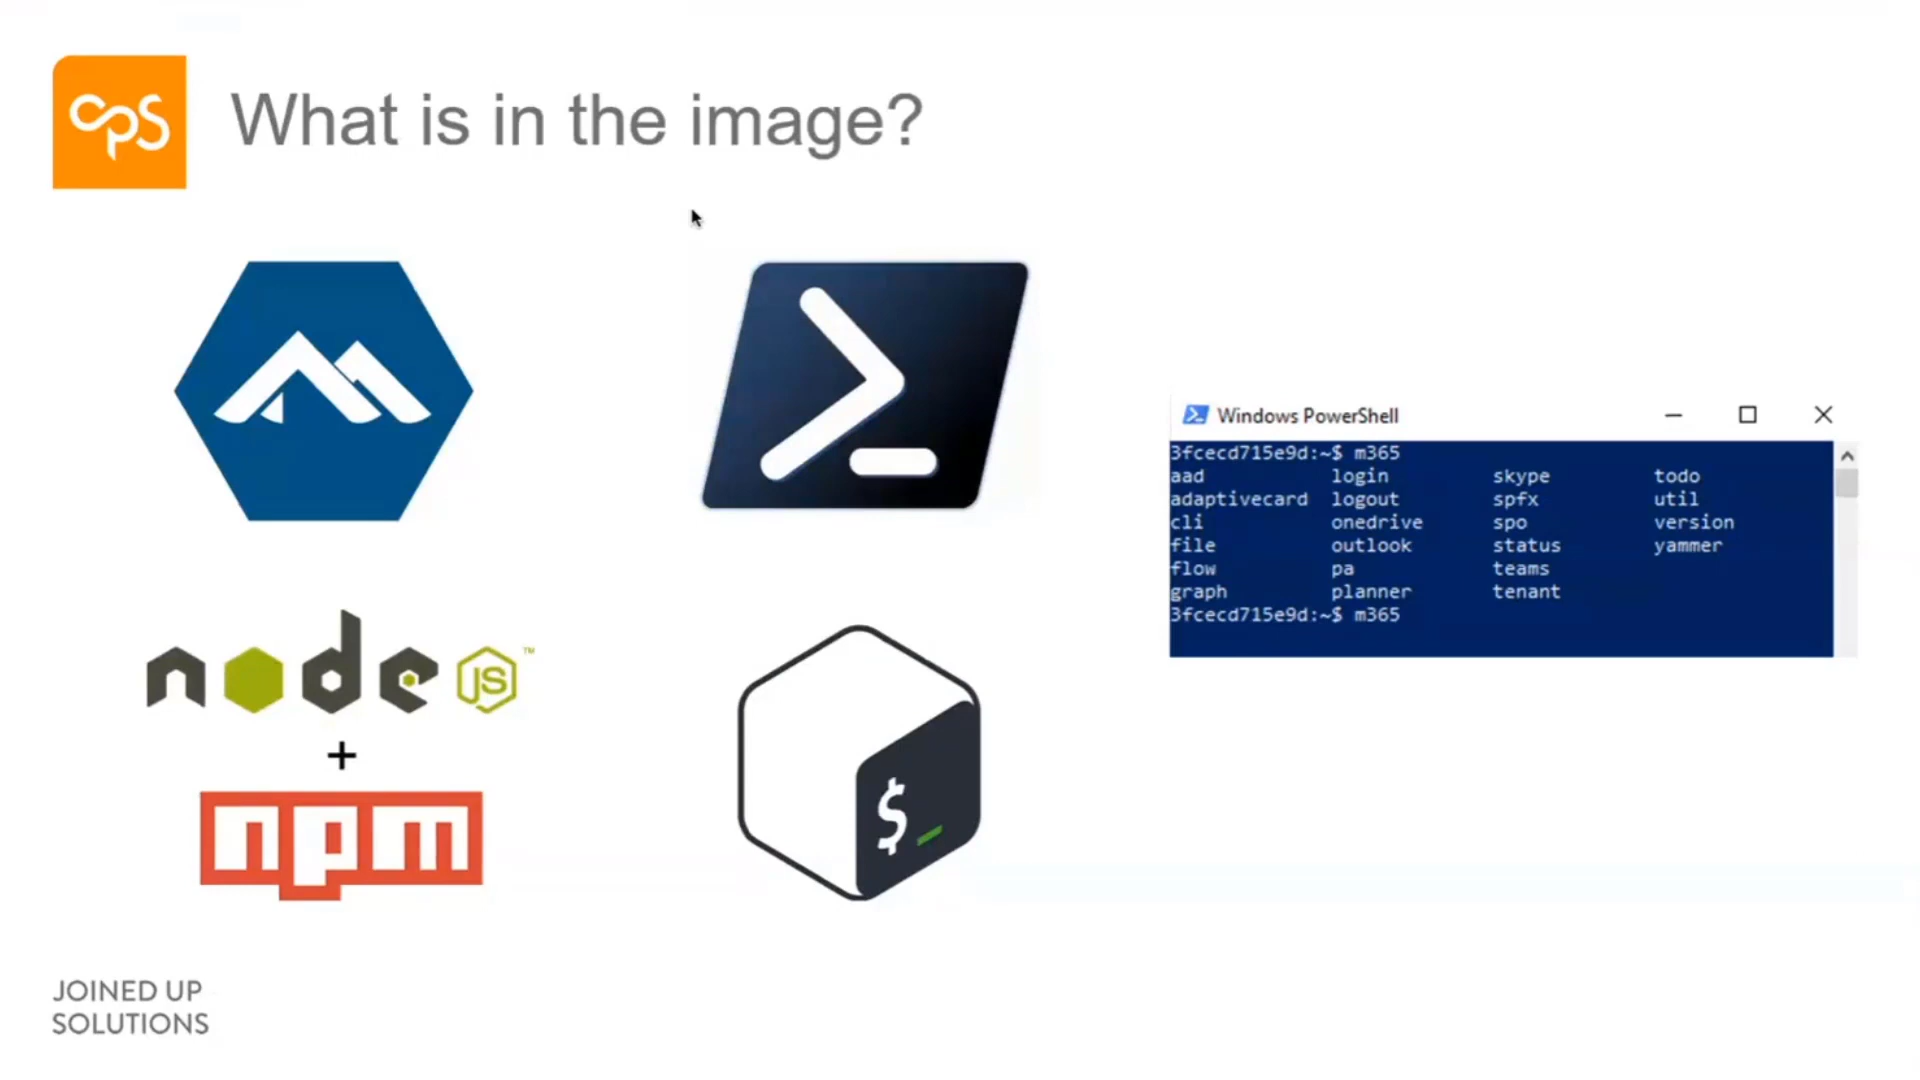 cps
What is in the image?
node JS ™
+
npm
$_
Windows PowerShell
3fcecd715e9d:~$ m365
aad login skype todo
adaptivecard logout spfx util
cli onedrive spo version
file outlook status yammer
flow pa teams
graph planner tenant
3fcecd715e9d:~$ m365
JOINED UP
SOLUTIONS